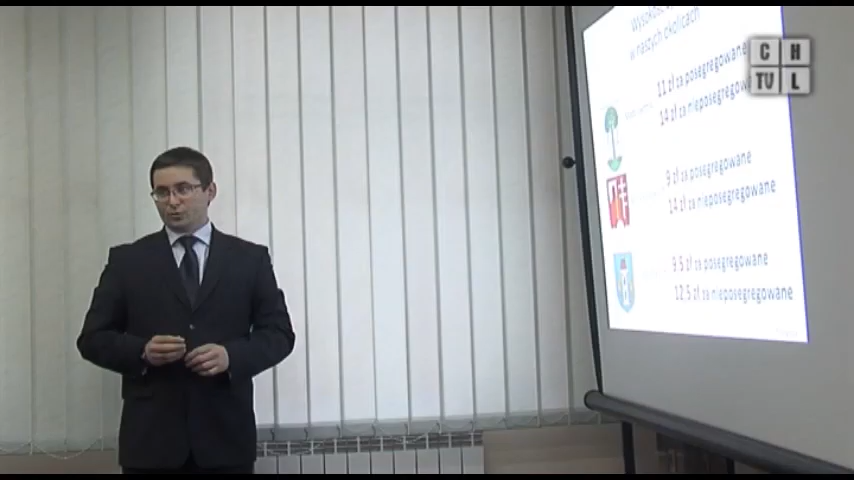 Wysokość
w naszych okolicach
11 zł za posegregowane
14 zł za nieposegregowane
9 zł za posegregowane
14 zł za nieposegregowane
9.5 zł za posegregowane
12.5 zł za nieposegregowane
C H
TV L